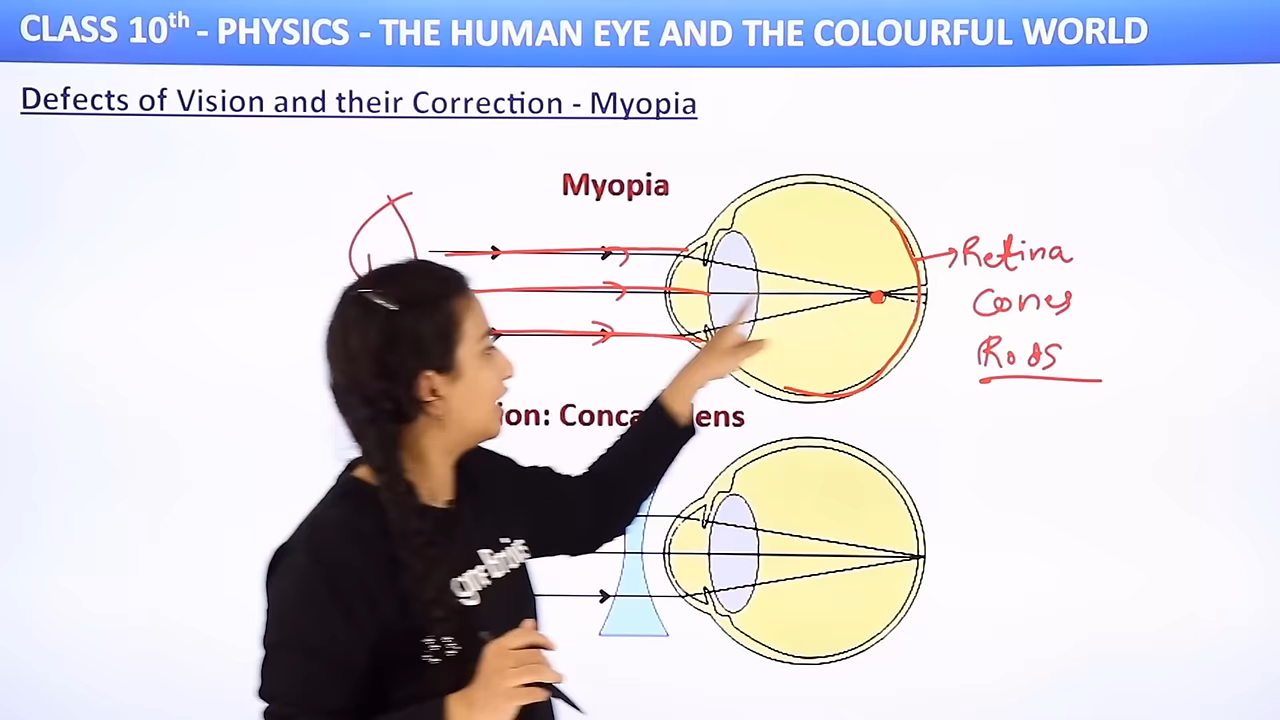 CLASS 10th - PHYSICS - THE HUMAN EYE AND THE COLOURFUL WORLD
Defects of Vision and their Correction - Myopia
Myopia
Retina
Cones
Rods
ion: Conca lens